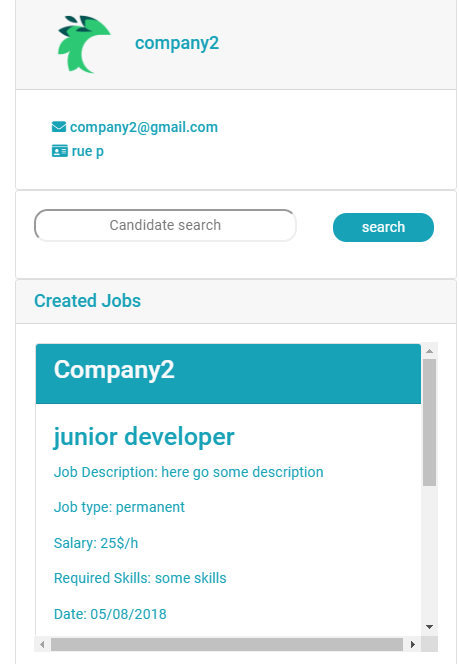 company2
company2@gmail.com
rue p
Candidate search
search
Created Jobs
Company2
junior developer
Job Description: here go some description
Job type: permanent
Salary: 25$/h
Required Skills: some skills
Date: 05/08/2018